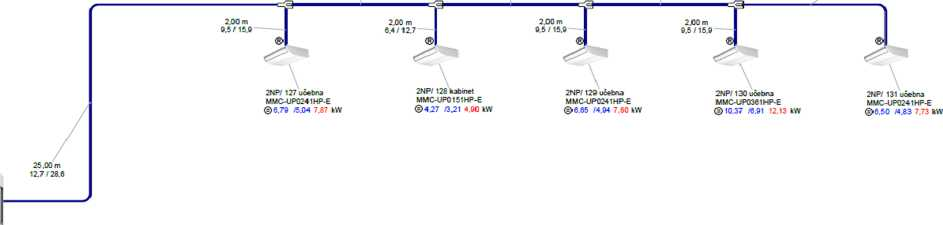 2,00 m
9,5 / 15,9
2,00 m
6,4 / 12,7
2,00 m
9,5 / 15,9
2,00 m
9,5 / 15,9
® ® ® ® ®
2NP/ 127 učebna
MMC-UP0241HP-E
® 6,79 /5,04 7,87 kW
2NP/ 128 kabinet
MMC-UP0151HP-E
® 4,27 /3,21 4,90 kW
2NP/ 129 učebna
MMC-UP0241HP-E
® 6,65 /4,94 7,80 kW
2NP/ 130 učebna
MMC-UP0361HP-E
® 10,37 /6,91 12,13 kW
2NP/ 131 učebna
MMC-UP0241HP-E
® 6,50 /4,83 7,73 kW
25,00 m
12,7 / 28,6